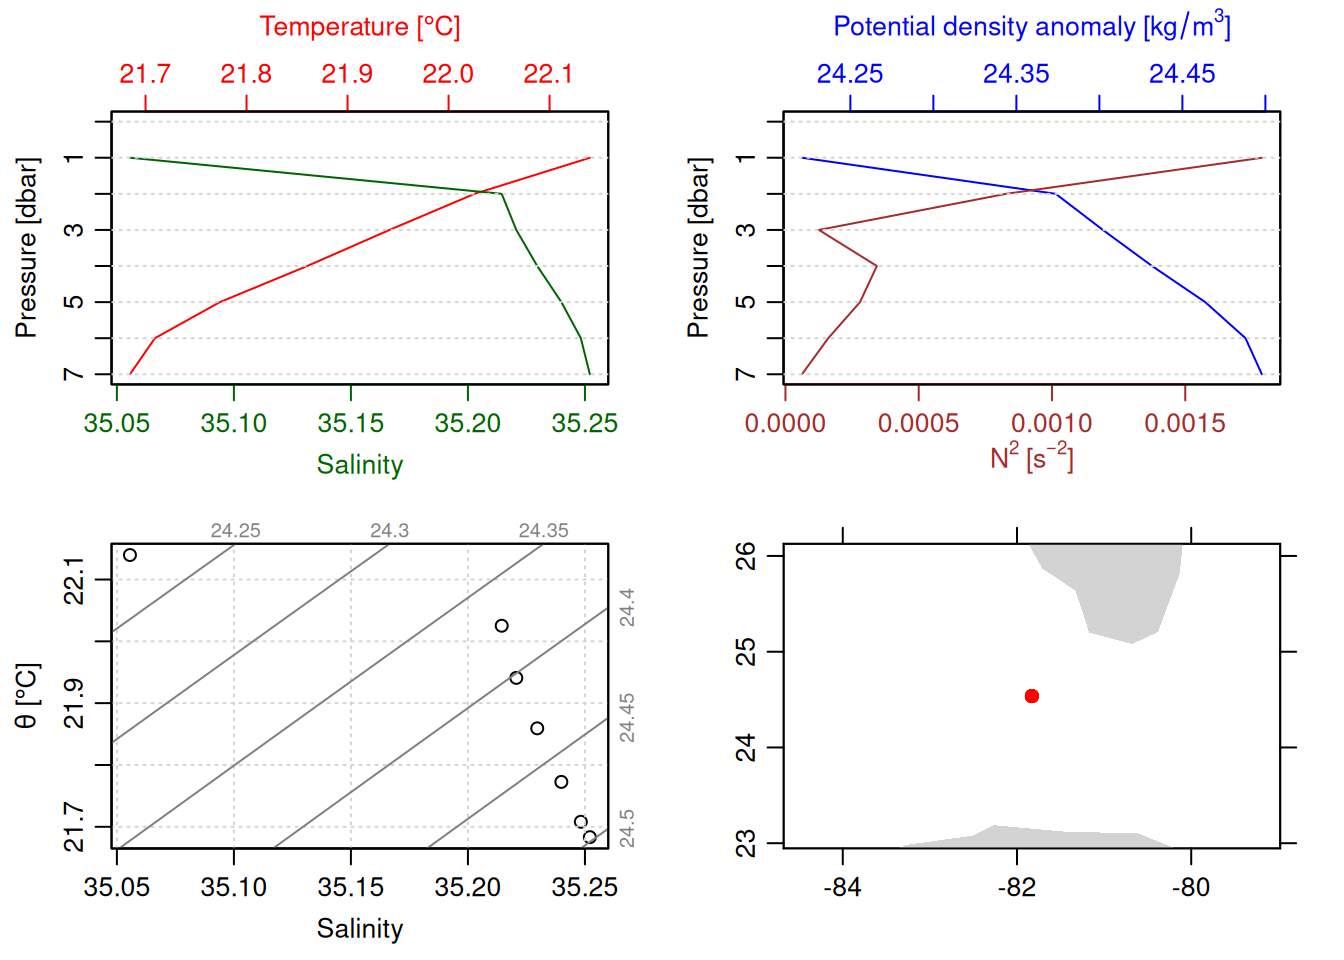 Temperature [°C]
21.7 21.8 21.9 22.0 22.1
Pressure [dbar]
1
3
5
7
35.05 35.10 35.15 35.20 35.25
Salinity
Potential density anomaly [kg/m³]
24.25 24.35 24.45
Pressure [dbar]
1
3
5
7
0.0000 0.0005 0.0010 0.0015
N² [s⁻²]
24.25 24.3 24.35
24.4
24.45
24.5
θ [°C]
22.1
21.9
21.7
35.05 35.10 35.15 35.20 35.25
Salinity
26
25
24
23
-84 -82 -80